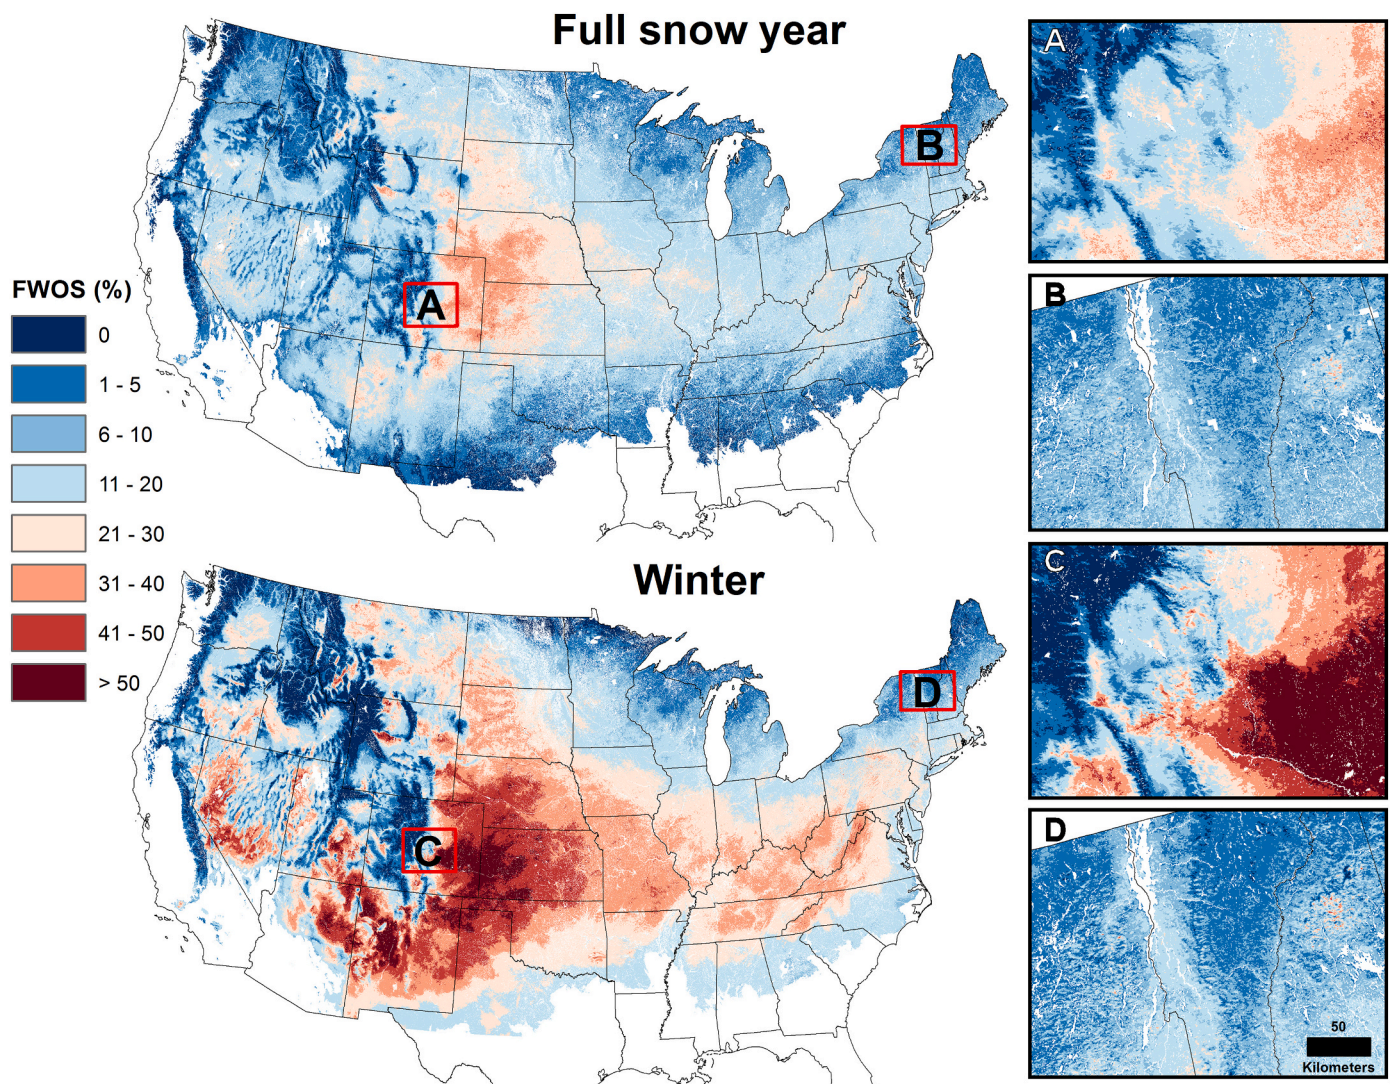 Full snow year
A
B
FWOS (%)
0
1 - 5
6 - 10
11 - 20
21 - 30
31 - 40
41 - 50
> 50
A
B
Winter
C
D
C
D
50
Kilometers